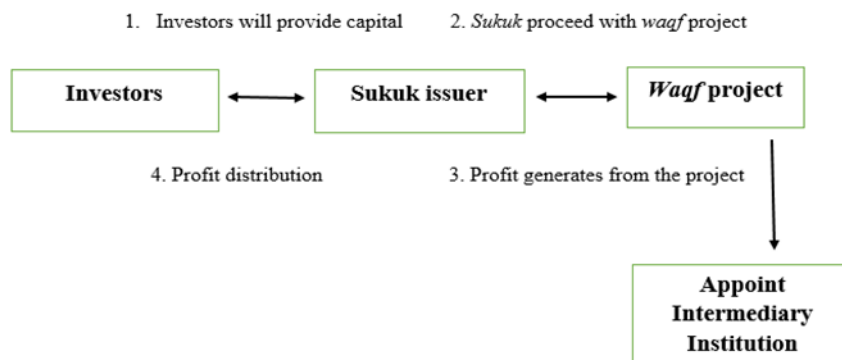 1. Investors will provide capital
2. Sukuk proceed with waqf project
Investors
Sukuk issuer
Waqf project
4. Profit distribution
3. Profit generates from the project
Appoint
Intermediary
Institution